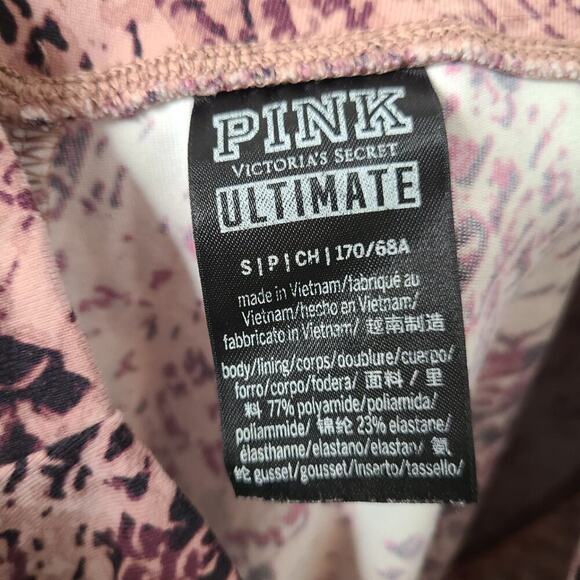 PINK
VICTORIA'S SECRET
ULTIMATE
S | P | CH | 170/68A
made in Vietnam/fabriqué au
Vietnam/hecho en Vietnam/
fabbricato in Vietnam/ 越南制造
body/lining/corps/doublure/cuerpo/
forro/corpo/fodera/ 面料 / 里
料 77% polyamide/poliamida/
poliammide/ 锦纶 23% elastane/
élasthanne/elastano/elastan/ 氨
纶 gusset/gousset/inserto/tassello/